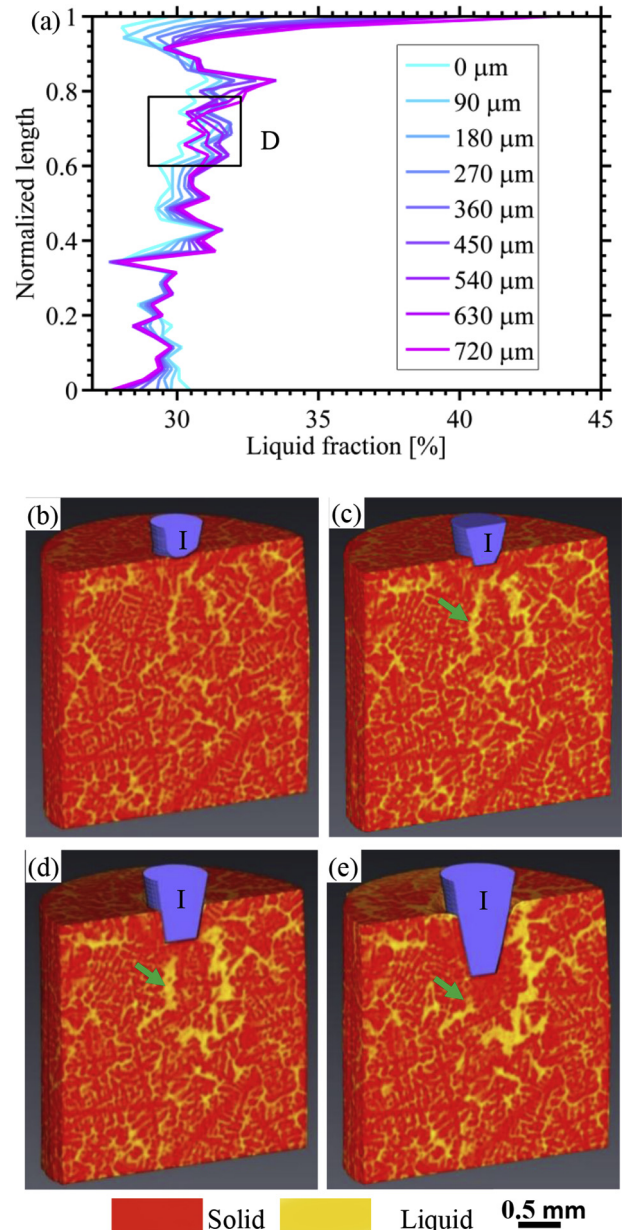 (a)
1
0.8
0.6
0.4
0.2
0
Normalized length
D
0 μm
90 μm
180 μm
270 μm
360 μm
450 μm
540 μm
630 μm
720 μm
30 35 40 45
Liquid fraction [%]
(b) I
(c) I
(d) I
(e) I
Solid Liquid 0.5 mm